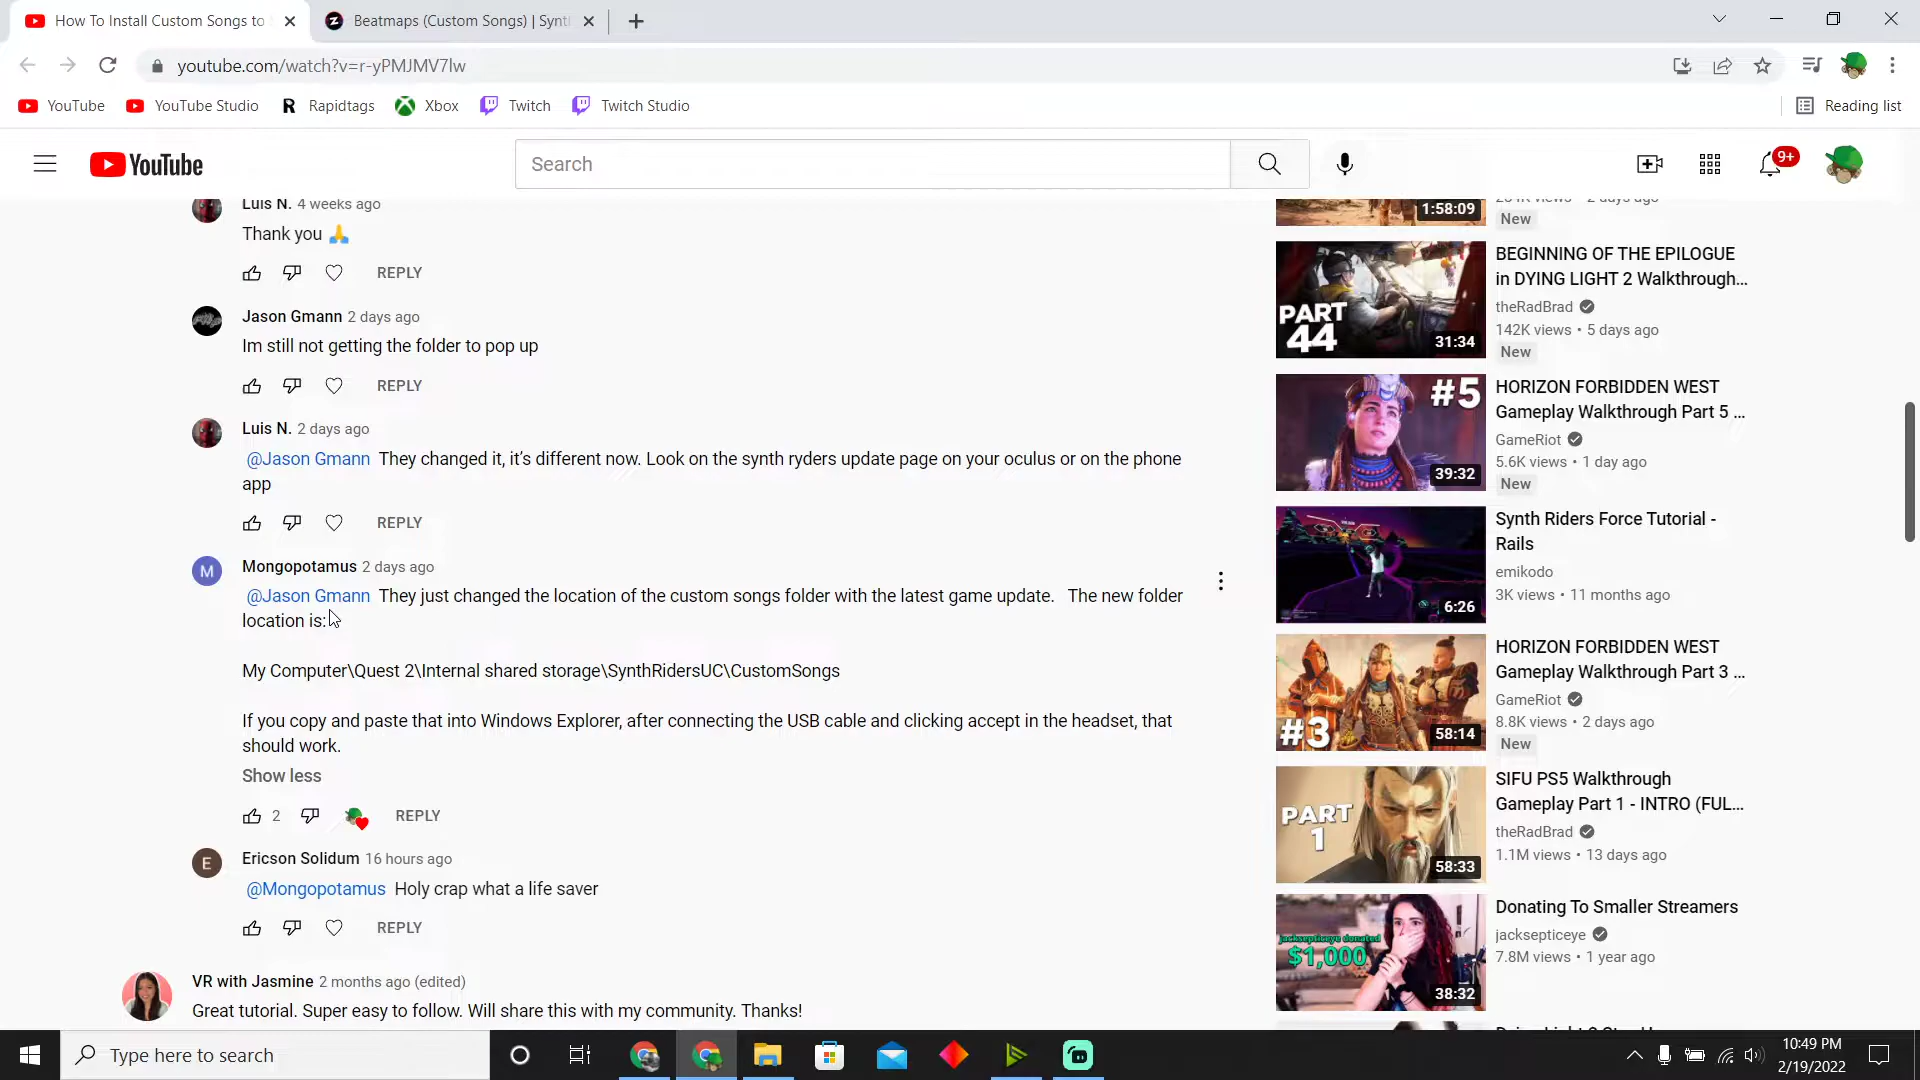 How To Install Custom Songs to
Beatmaps (Custom Songs) | Synt
youtube.com/watch?v=r-yPMJMV7lw
YouTube
YouTube Studio
R Rapidtags
Xbox
Twitch
Twitch Studio
Reading list
YouTube
Search
9+
Luis N. 4 weeks ago
Thank you 🙏
REPLY
Jason Gmann 2 days ago
Im still not getting the folder to pop up
REPLY
Luis N. 2 days ago
@Jason Gmann They changed it, it's different now. Look on the synth ryders update page on your oculus or on the phone
app
REPLY
M
Mongopotamus 2 days ago
@Jason Gmann They just changed the location of the custom songs folder with the latest game update. The new folder
location is:
My Computer\Quest 2\Internal shared storage\SynthRidersUC\CustomSongs
If you copy and paste that into Windows Explorer, after connecting the USB cable and clicking accept in the headset, that
should work.
Show less
2
REPLY
E
Ericson Solidum 16 hours ago
@Mongopotamus Holy crap what a life saver
REPLY
VR with Jasmine 2 months ago (edited)
Great tutorial. Super easy to follow. Will share this with my community. Thanks!
1:58:09
New
PART
44
31:34
BEGINNING OF THE EPILOGUE
in DYING LIGHT 2 Walkthrough...
theRadBrad
142K views • 5 days ago
New
#5
39:32
HORIZON FORBIDDEN WEST
Gameplay Walkthrough Part 5 ...
GameRiot
5.6K views • 1 day ago
New
6:26
Synth Riders Force Tutorial -
Rails
emikodo
3K views • 11 months ago
#3
58:14
HORIZON FORBIDDEN WEST
Gameplay Walkthrough Part 3 ...
GameRiot
8.8K views • 2 days ago
New
PART
1
58:33
SIFU PS5 Walkthrough
Gameplay Part 1 - INTRO (FUL...
theRadBrad
1.1M views • 13 days ago
jacksepticeye donated
$1,000
38:32
Donating To Smaller Streamers
jacksepticeye
7.8M views • 1 year ago
Type here to search
10:49 PM
2/19/2022